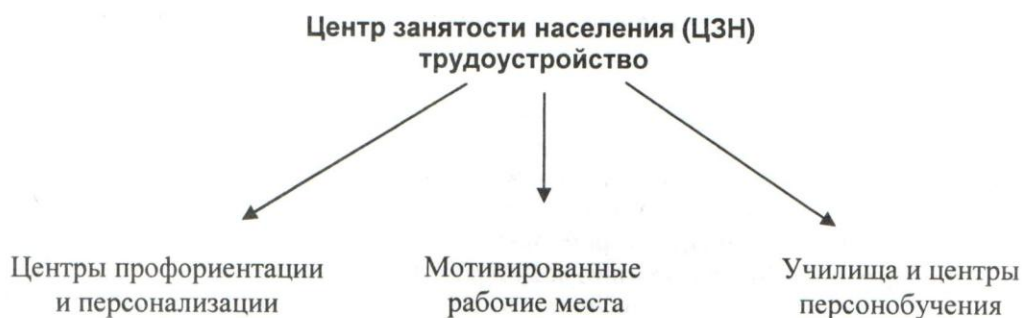 Центр занятости населения (ЦЗН)
трудоустройство
Центры профориентации
и персонализации
Мотивированные
рабочие места
Училища и центры
персонобучения